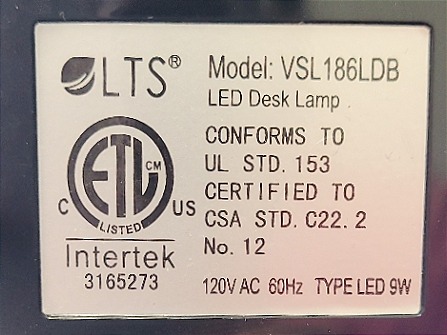 LTS®
Model: VSL186LDB
LED Desk Lamp
CONFORMS TO
UL STD. 153
CERTIFIED TO
CSA STD. C22.2
No. 12
ETL CM
C US
LISTED
Intertek
3165273
120V AC 60Hz TYPE LED 9W